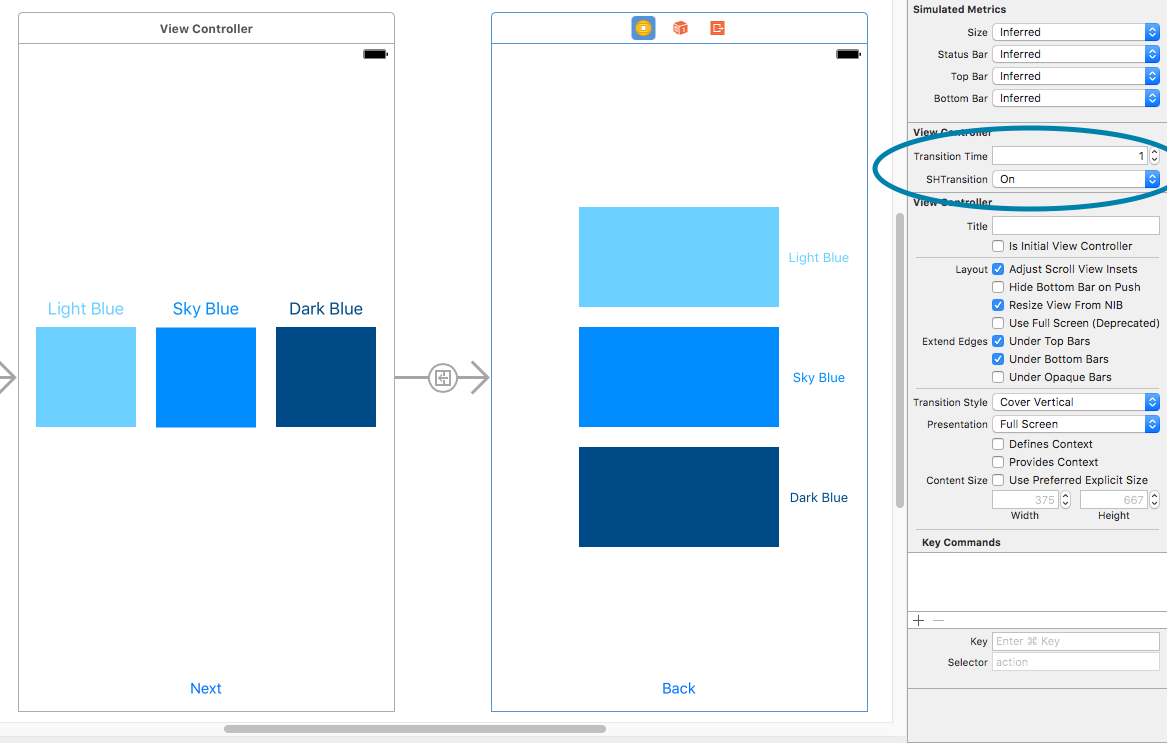 View Controller
Light Blue
Sky Blue
Dark Blue
Next
Light Blue
Sky Blue
Dark Blue
Back
Simulated Metrics
Size Inferred
Status Bar Inferred
Top Bar Inferred
Bottom Bar Inferred
View Controller
Transition Time 1
SHTransition On
View Controller
Title
Is Initial View Controller
Layout Adjust Scroll View Insets
Hide Bottom Bar on Push
Resize View From NIB
Use Full Screen (Deprecated)
Extend Edges Under Top Bars
Under Bottom Bars
Under Opaque Bars
Transition Style Cover Vertical
Presentation Full Screen
Defines Context
Provides Context
Content Size Use Preferred Explicit Size
375 667
Width Height
Key Commands
Key Enter ⌘ Key
Selector action